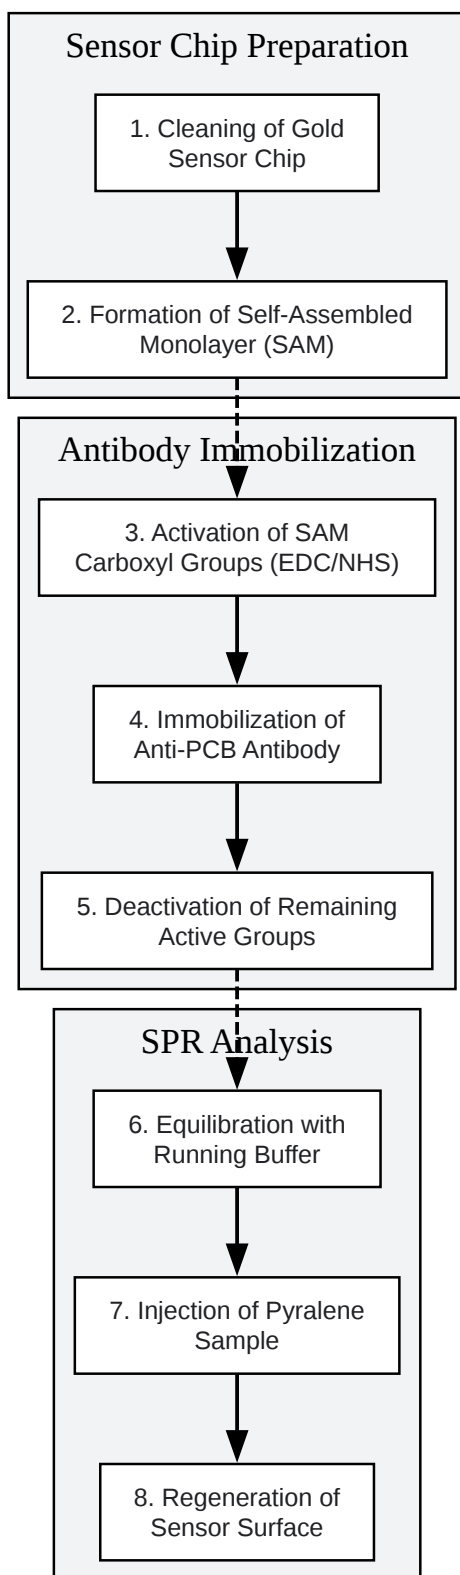 Sensor Chip Preparation
1. Cleaning of Gold
Sensor Chip
2. Formation of Self-Assembled
Monolayer (SAM)
Antibody Immobilization
3. Activation of SAM
Carboxyl Groups (EDC/NHS)
4. Immobilization of
Anti-PCB Antibody
5. Deactivation of Remaining
Active Groups
SPR Analysis
6. Equilibration with
Running Buffer
7. Injection of Pyralene
Sample
8. Regeneration of
Sensor Surface